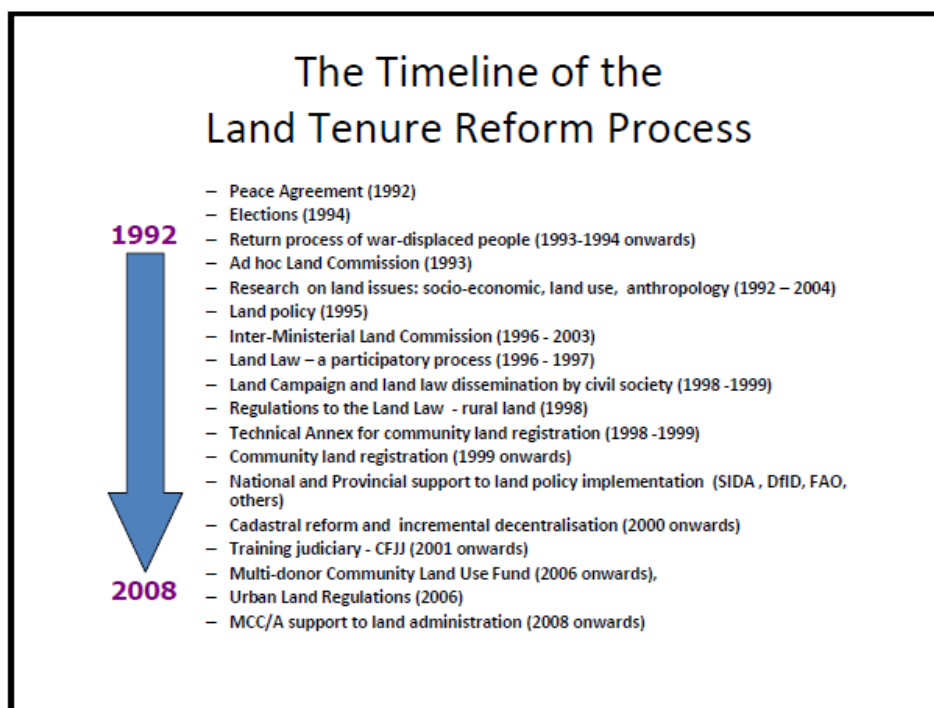 The Timeline of the
Land Tenure Reform Process
1992
2008
– Peace Agreement (1992)
– Elections (1994)
– Return process of war-displaced people (1993-1994 onwards)
– Ad hoc Land Commission (1993)
– Research on land issues: socio-economic, land use, anthropology (1992 – 2004)
– Land policy (1995)
– Inter-Ministerial Land Commission (1996 - 2003)
– Land Law – a participatory process (1996 - 1997)
– Land Campaign and land law dissemination by civil society (1998 -1999)
– Regulations to the Land Law - rural land (1998)
– Technical Annex for community land registration (1998 -1999)
– Community land registration (1999 onwards)
– National and Provincial support to land policy implementation (SIDA , DfID, FAO,
others)
– Cadastral reform and incremental decentralisation (2000 onwards)
– Training judiciary - CFJJ (2001 onwards)
– Multi-donor Community Land Use Fund (2006 onwards),
– Urban Land Regulations (2006)
– MCC/A support to land administration (2008 onwards)